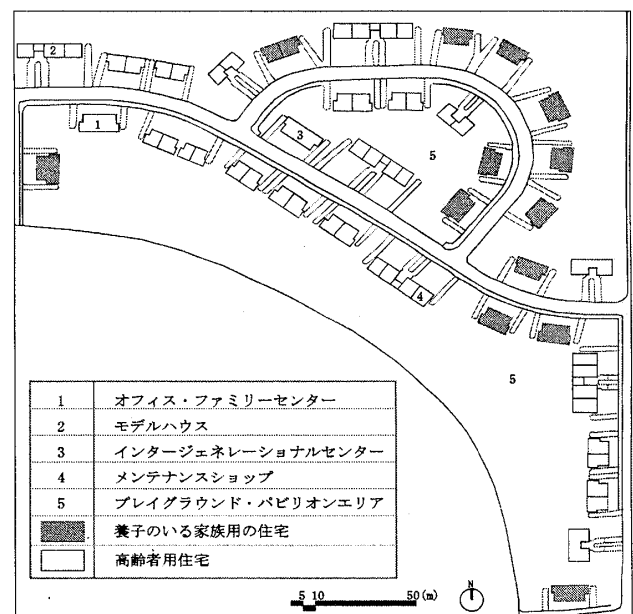 2
1
3
5
4
5
1 オフィス・ファミリーセンター
2 モデルハウス
3 インタージェネレーショナルセンター
4 メンテナンスショップ
5 プレイグラウンド・パビリオンエリア
養子のいる家族用の住宅
高齢者用住宅
5 10 50(m)
N